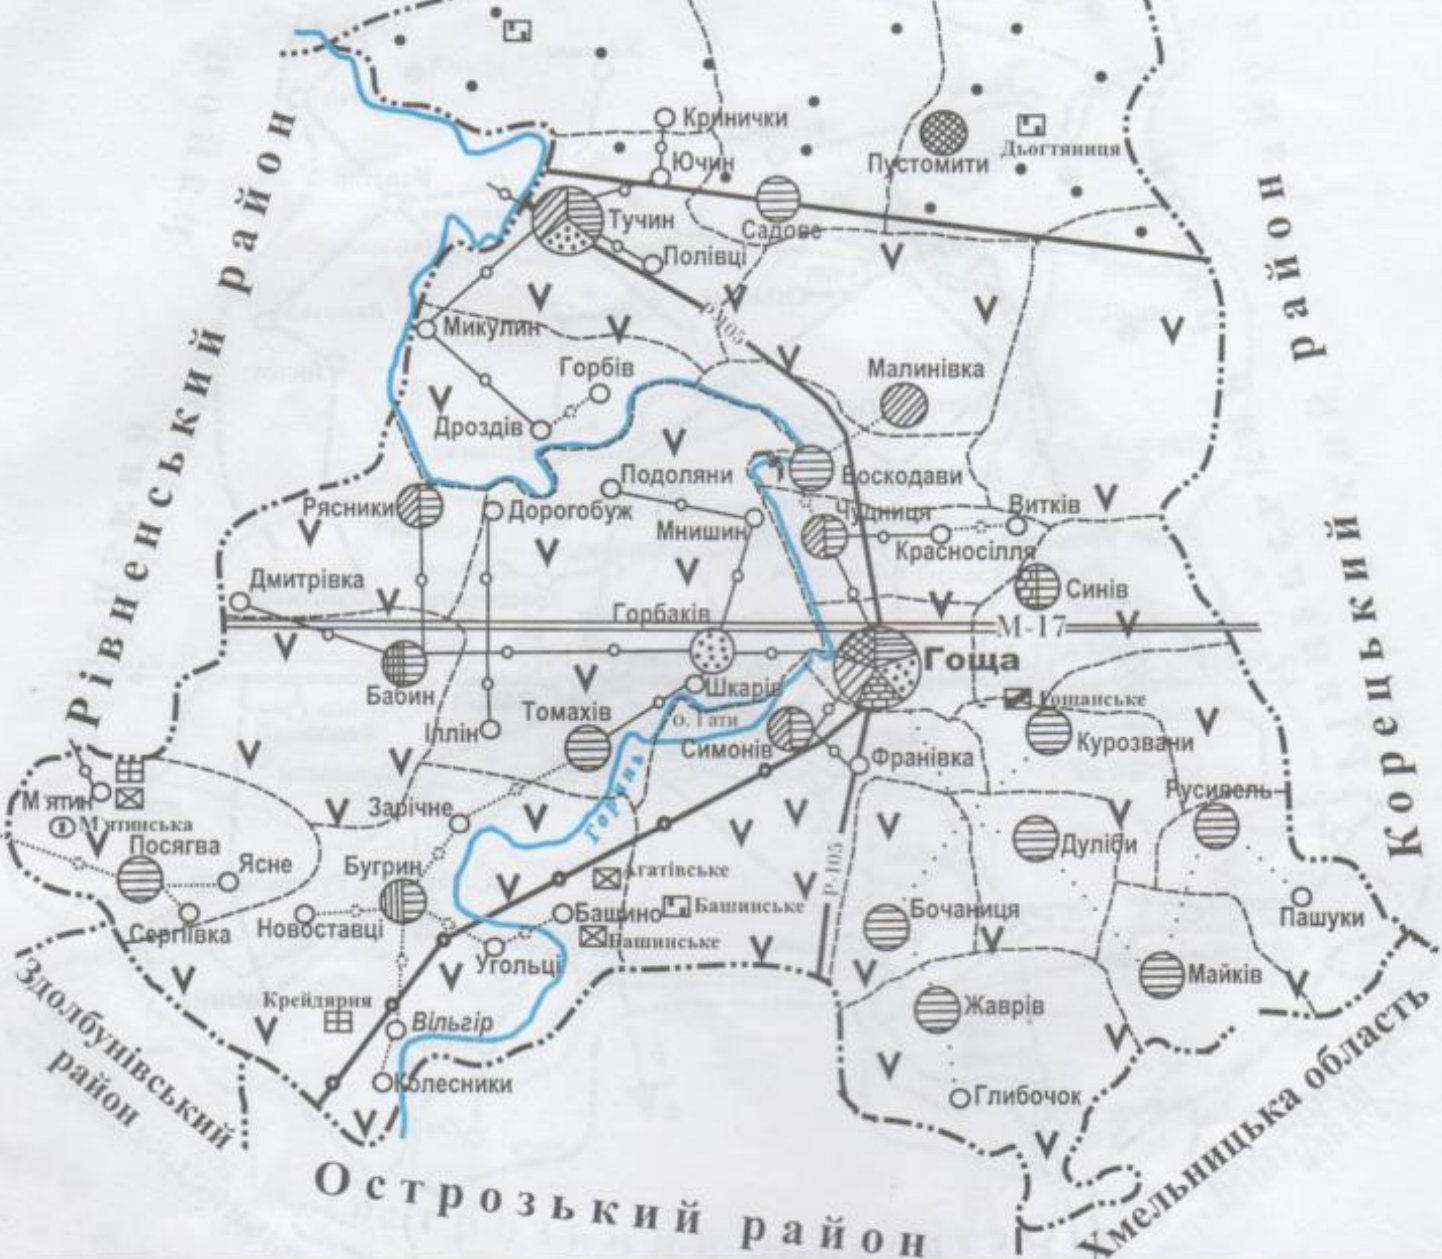 Кринички
Пустомити
Дьогтяниця
Ючин
Тучин
Садове
Полівці
Р-105
Микулин
Горбів
Малинівка
Дроздів
Подоляни
Воскодави
Рясники
Дорогобуж
Мнишин
Чудниця
Витків
Красносілля
Дмитрівка
Горбаків
Синів
М-17
Гоща
Бабин
Шкарів
Гощанське
Томахів
о. Гати
Іллін
Симонів
Франівка
Курозвани
Горинь
М'ятин
М'ятинська
Зарічне
Русивель
Посягва
Ясне
Бугрин
Дуліби
Р-105
Агатівське
Сергіївка
Новоставці
Башино
Башинське
Башинське
Бочаниця
Пашуки
Угольці
Майків
Крейдярня
Вільгір
Жаврів
Колесники
Глибочок
Рівненський район
Корецький район
Здолбунівський
район
Острозький район
Хмельницька область